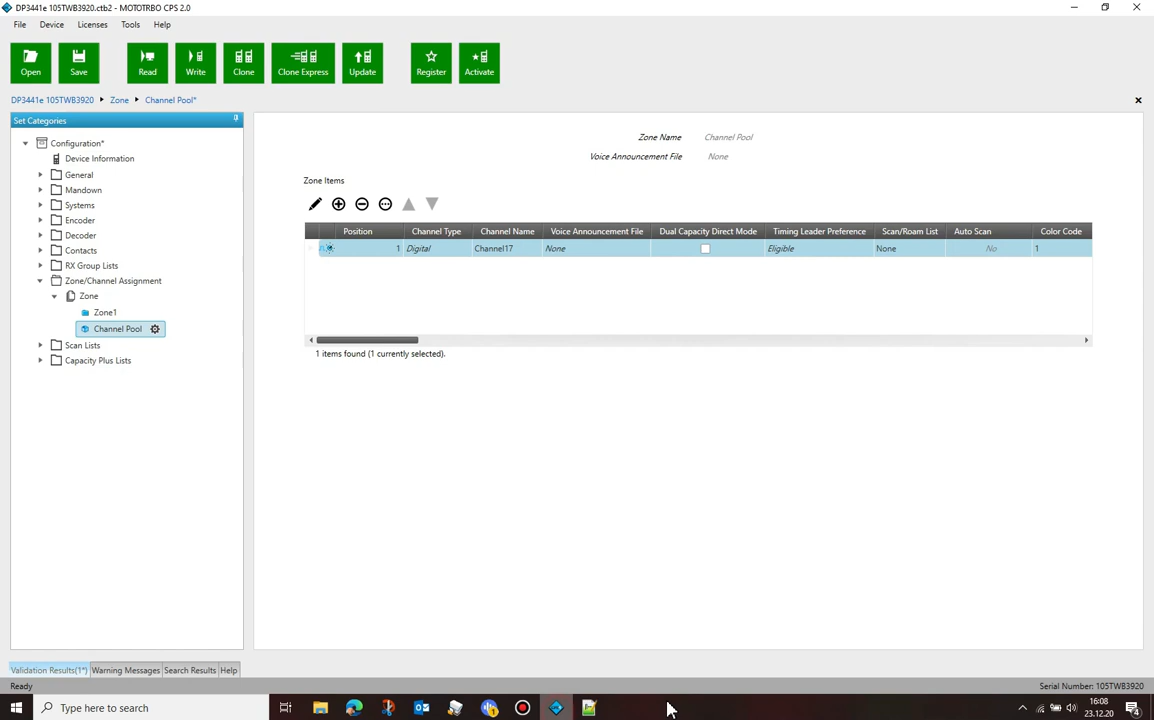 DP3441e 105TWB3920.ctb2 - MOTOTRBO CPS 2.0
File Device Licenses Tools Help
Open Save Read Write Clone Clone Express Update Register Activate
DP3441e 105TWB3920 Zone Channel Pool*
Set Categories
Configuration*
Device Information
General
Mandown
Systems
Encoder
Decoder
Contacts
RX Group Lists
Zone/Channel Assignment
Zone
Zone1
Channel Pool
Scan Lists
Capacity Plus Lists
Zone Name Channel Pool
Voice Announcement File None
Zone Items
Position Channel Type Channel Name Voice Announcement File Dual Capacity Direct Mode Timing Leader Preference Scan/Roam List Auto Scan Color Code
1 Digital Channel17 None Eligible None No 1
1 items found (1 currently selected).
Validation Results(1*) Warning Messages Search Results Help
Ready Serial Number: 105TWB3920
Type here to search
16:08
23.12.20
4